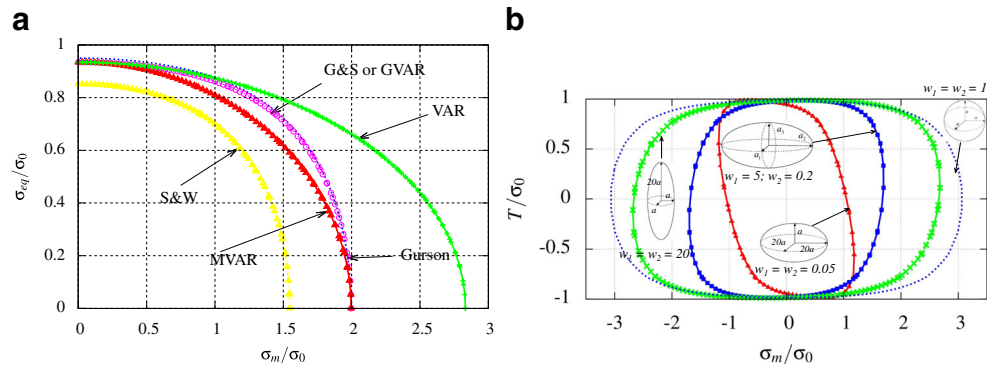 a
1
0.8
0.6
0.4
0.2
0
σeq/σ0
0
0.5
1
1.5
2
2.5
3
σm/σ0
G&S or GVAR
VAR
S&W
MVAR
Gurson
b
1
0.5
0
-0.5
-1
T/σ0
-3
-2
-1
0
1
2
3
σm/σ0
w1 = w2 = 1
a3
a2
a1
w1 = 5; w2 = 0.2
20a
a
a
w1 = w2 = 20
a
20a
20a
w1 = w2 = 0.05